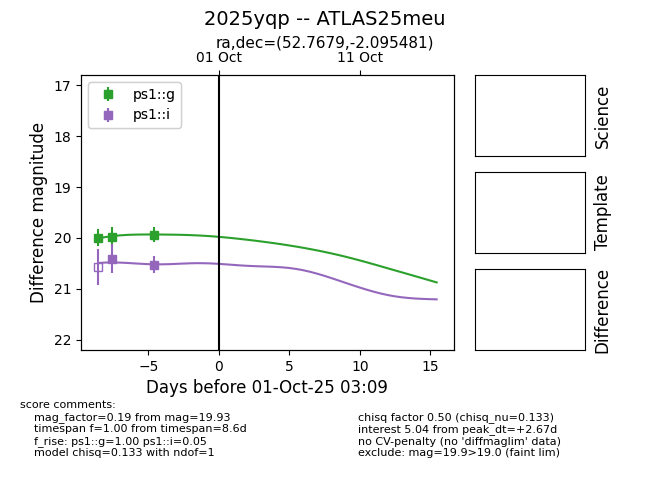 2025yqp -- ATLAS25meu
ra,dec=(52.7679,-2.095481)
01 Oct
11 Oct
17
18
19
20
21
22
Difference magnitude
ps1::g
ps1::i
−5
0
5
10
15
Days before 01-Oct-25 03:09
Science
Template
Difference
score comments:
mag_factor=0.19 from mag=19.93
timespan f=1.00 from timespan=8.6d
f_rise: ps1::g=1.00 ps1::i=0.05
model chisq=0.133 with ndof=1
chisq factor 0.50 (chisq_nu=0.133)
interest 5.04 from peak_dt=+2.67d
no CV-penalty (no 'diffmaglim' data)
exclude: mag=19.9>19.0 (faint lim)